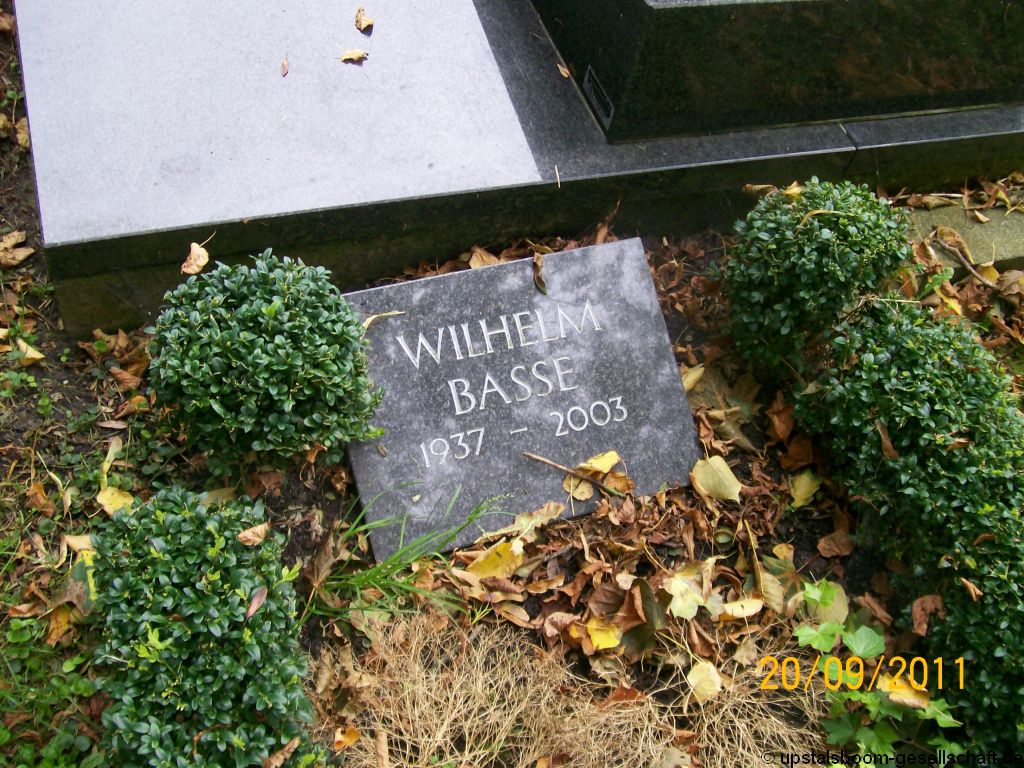 WILHELM
BASSE
1937 – 2003
20/09/2011
© upstalsboom-gesellschaft.de